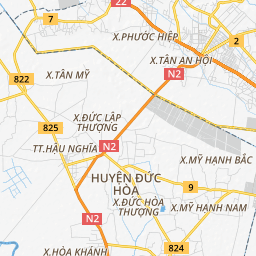 22
7
X.PHƯỚC HIỆP
2
X.TÂN AN HỘI
N2
822
X.TÂN MỸ
X.ĐỨC LẬP
THƯỢNG
825
N2
TT.HẬU NGHĨA
X.MỸ HẠNH BẮC
HUYỆN ĐỨC
HÒA
9
X.ĐỨC HÒA
THƯỢNG
X.MỸ HẠNH NAM
N2
824
X.HÒA KHÁNH